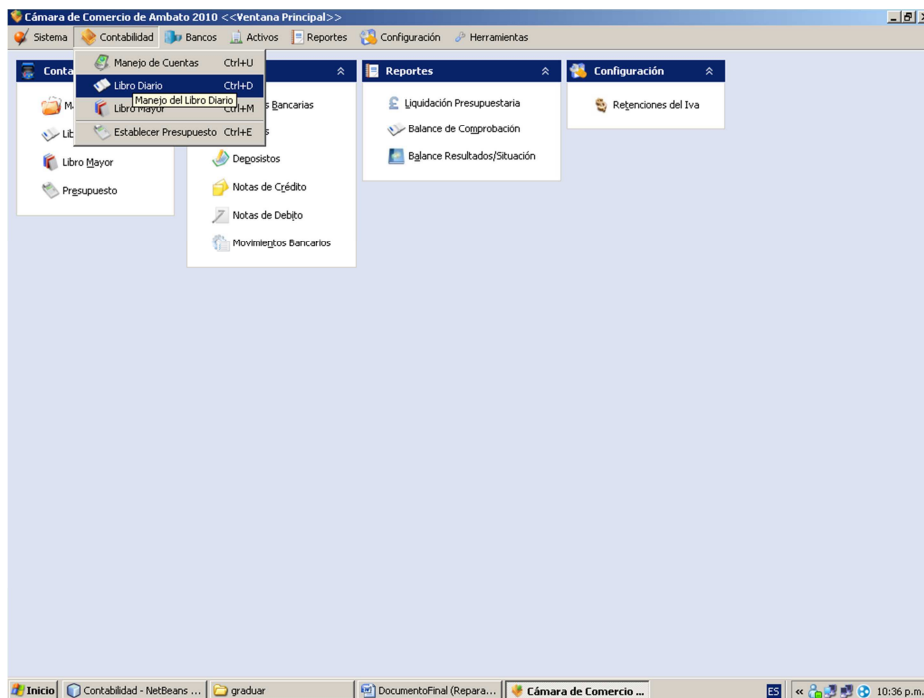 Cámara de Comercio de Ambato 2010 <<Ventana Principal>>
Sistema Contabilidad Bancos Activos Reportes Configuración Herramientas
Manejo de Cuentas Ctrl+U
Libro Diario Ctrl+D
Manejo del Libro Diario
Libro Mayor Ctrl+M
Establecer Presupuesto Ctrl+E
Libro Mayor
Presupuesto
Bancarias
Deposistos
Notas de Crédito
Notas de Debito
Movimientos Bancarios
Reportes
Liquidación Presupuestaria
Balance de Comprobación
Balance Resultados/Situación
Configuración
Retenciones del Iva
Inicio Contabilidad - NetBeans ... graduar DocumentoFinal (Repara... Cámara de Comercio ... ES « 10:36 p.m.